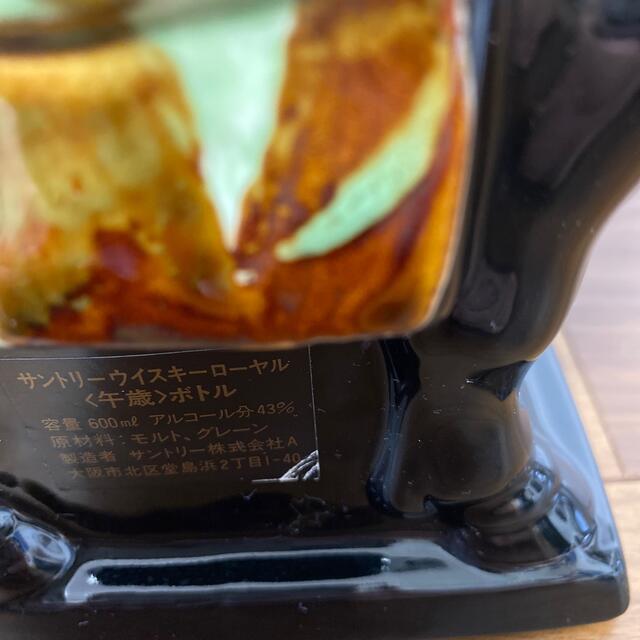 サントリーウイスキーローヤル
〈午歳〉ボトル
容量 600㎖ アルコール分43%
原材料：モルト、グレーン
製造者 サントリー株式会社A
大阪市北区堂島浜2丁目1-40